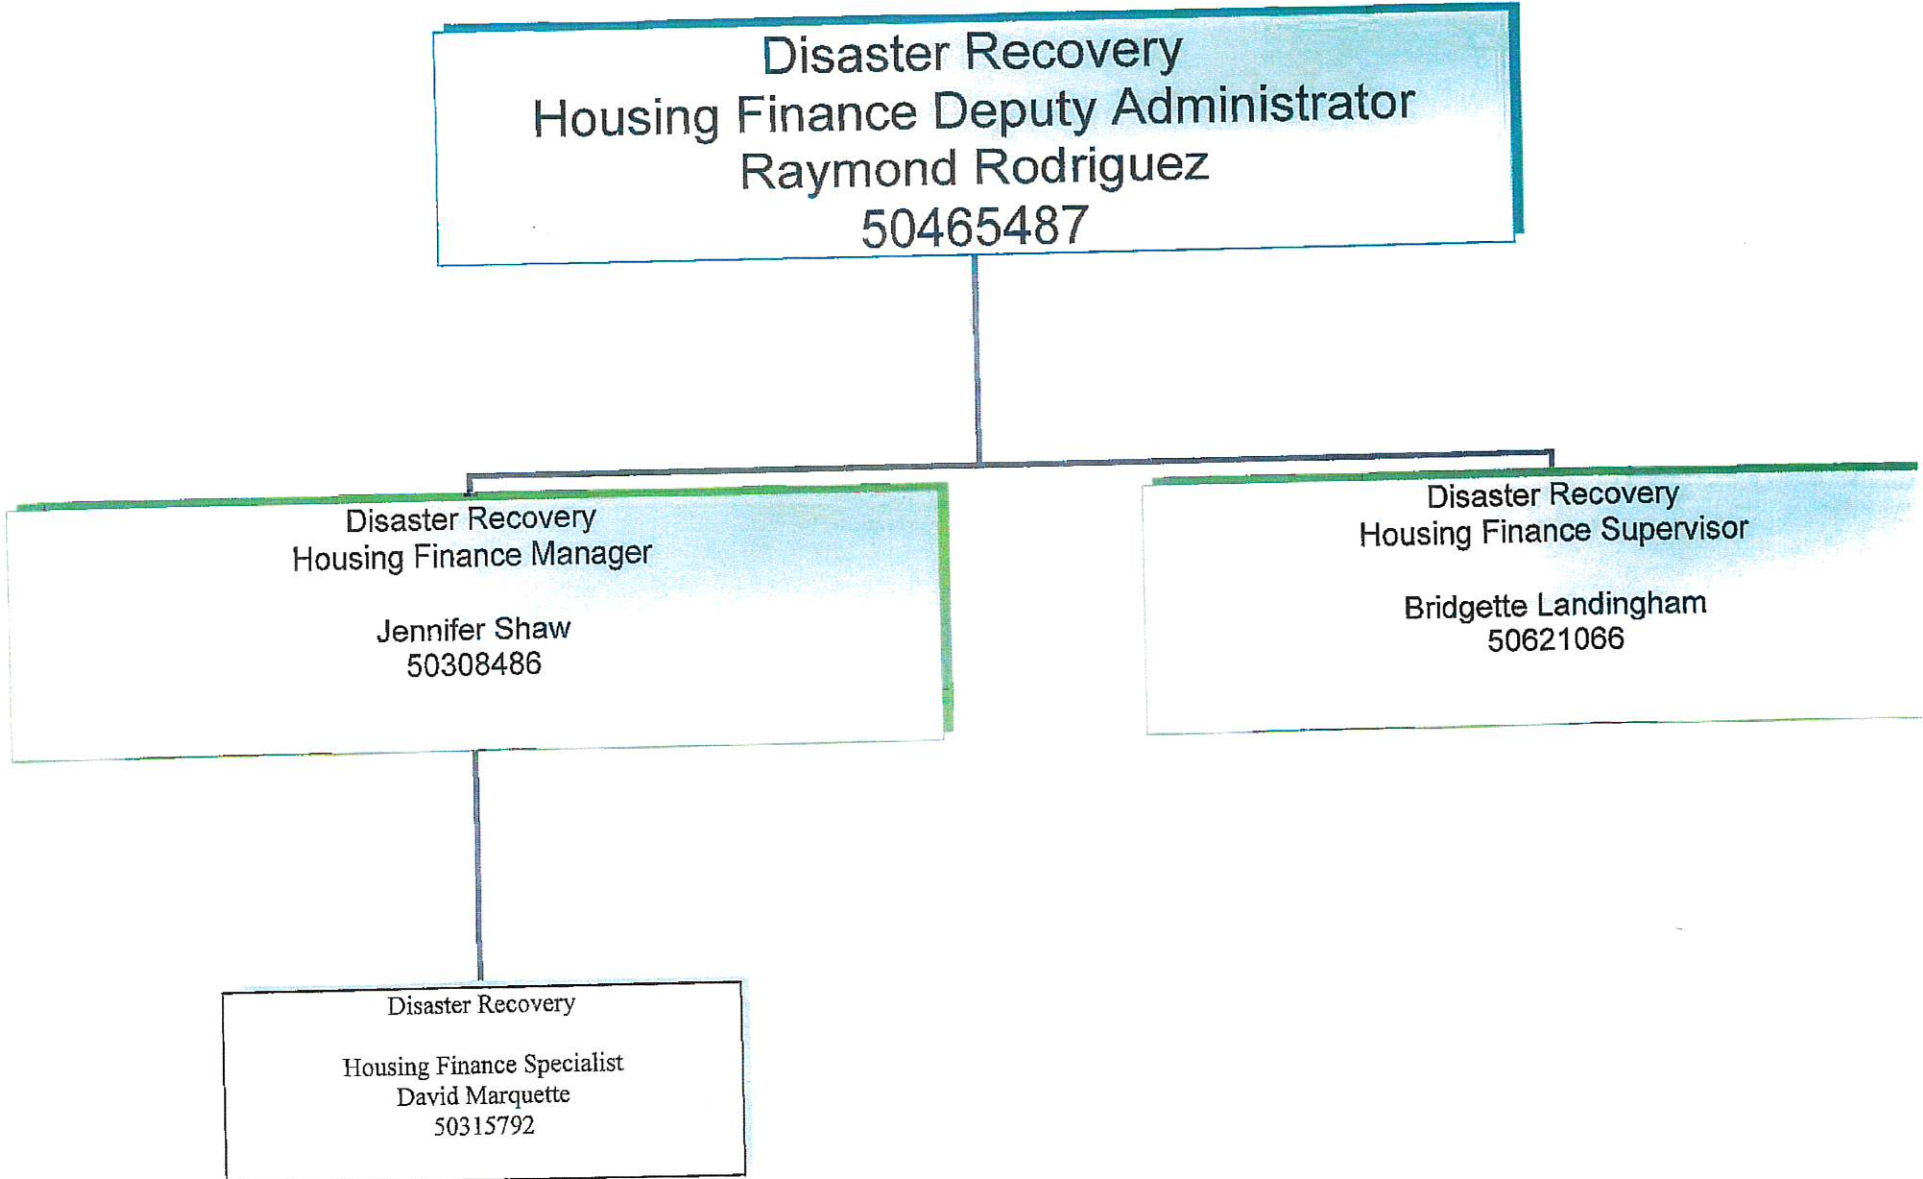 Disaster Recovery
Housing Finance Deputy Administrator
Raymond Rodriguez
50465487
Disaster Recovery
Housing Finance Manager
Jennifer Shaw
50308486
Disaster Recovery
Housing Finance Supervisor
Bridgette Landingham
50621066
Disaster Recovery
Housing Finance Specialist
David Marquette
50315792